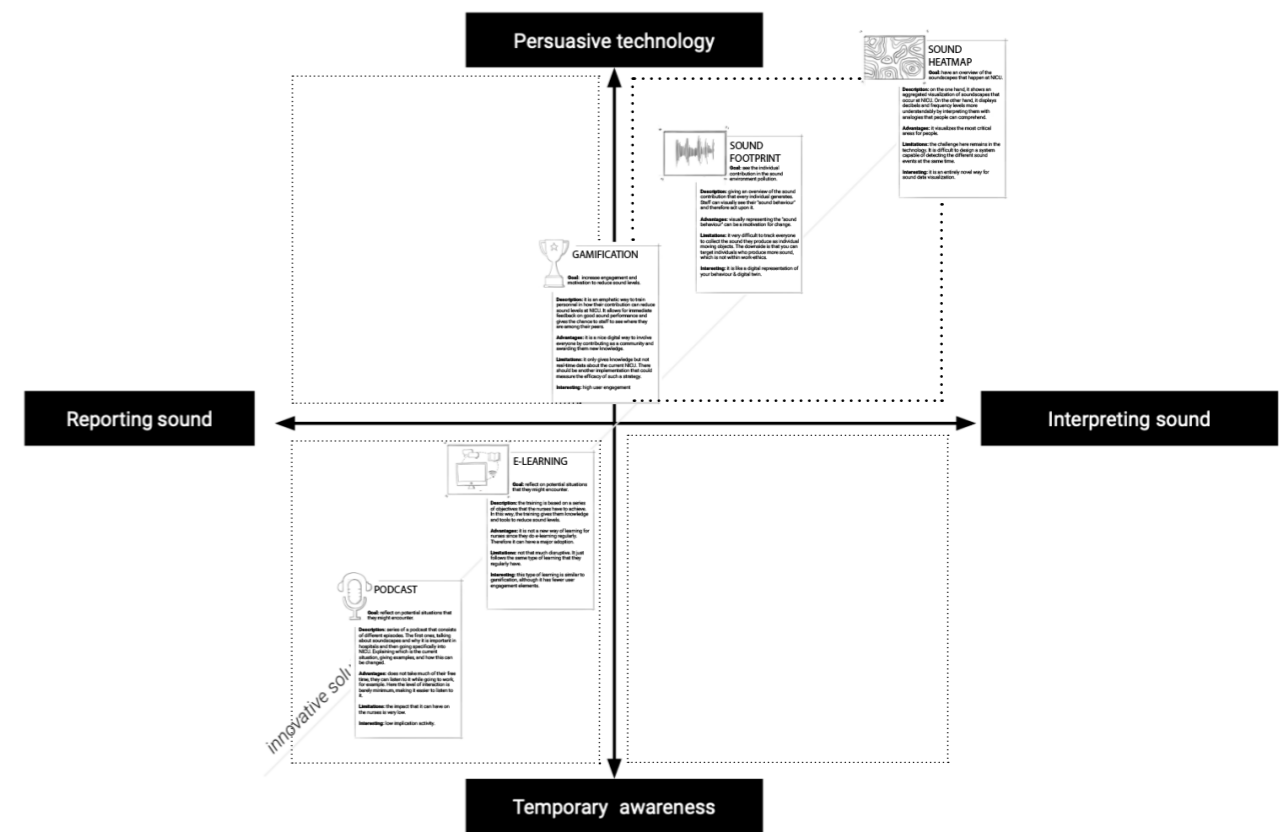 Persuasive technology
SOUND
HEATMAP
Goal: have an overview of the
soundscapes that happen at NICU.
Description: on the one hand, it shows an
aggregated visualization of soundscapes that
occur at NICU. On the other hand, it displays
decibels and frequency levels more
understandably by interpreting them with
analogies that people can comprehend.
Advantages: it visualizes the most critical
areas for people.
Limitations: the challenge here remains in the
technology. It is difficult to design a system
capable of detecting the different sound
events at the same time.
Interesting: it is an entirely novel way for
sound data visualization.
SOUND
FOOTPRINT
Goal: see the individual
contribution in the sound
environment pollution.
Description: giving an overview of the sound
contribution that every individual generates.
Staff can visually see their "sound behaviour"
and therefore act upon it.
Advantages: visually representing the "sound
behaviour" can be a motivation for change.
Limitations: it very difficult to track everyone
to collect the sound they produce as individual
moving objects. The downside is that you can
target individuals who produce more sound,
which is not within work-ethics.
Interesting: it is like a digital representation of
your behaviour & digital twin.
GAMIFICATION
Goal: increase engagement and
motivation to reduce sound levels.
Description: it is an emphatic way to train
personnel in how their contribution can reduce
sound levels at NICU. It allows for immediate
feedback on good sound performance and
gives the chance to staff to see where they
are among their peers.
Advantages: it is a nice digital way to involve
everyone by contributing as a community and
awarding them new knowledge.
Limitations: it only gives knowledge but not
real-time data about the current NICU. There
should be another implementation that could
measure the efficacy of such a strategy.
Interesting: high user engagement
Reporting sound
Interpreting sound
E-LEARNING
Goal: reflect on potential situations
that they might encounter.
Description: the training is based on a series
of objectives that the nurses have to achieve.
In this way, the training gives them knowledge
and tools to reduce sound levels.
Advantages: it is not a new way of learning for
nurses since they do e-learning regularly.
Therefore it can have a major adoption.
Limitations: not that much disruptive. It just
follows the same type of learning that they
regularly have.
Interesting: this type of learning is similar to
gamification, although it has fewer user
engagement elements.
PODCAST
Goal: reflect on potential situations that
they might encounter.
Description: series of a podcast that consists
of different episodes. The first ones, talking
about soundscapes and why it is important in
hospitals and then going specifically into
NICU. Explaining which is the current
situation, giving examples, and how this can
be changed.
Advantages: does not take much of their free
time, they can listen to it while going to work,
for example. Here the level of interaction is
barely minimum, making it easier to listen to
it.
Limitations: the impact that it can have on
the nurses is very low.
Interesting: low implication activity.
innovative solu
Temporary awareness